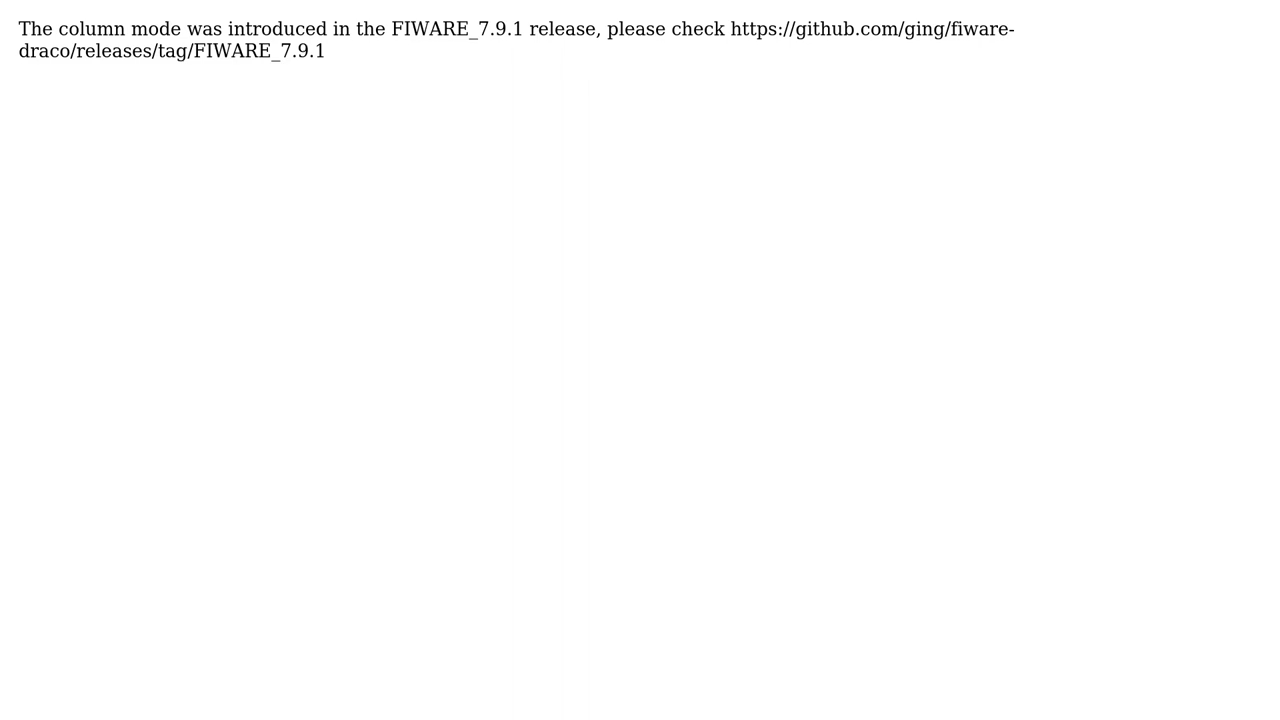 The column mode was introduced in the FIWARE_7.9.1 release, please check https://github.com/ging/fiware-
draco/releases/tag/FIWARE_7.9.1